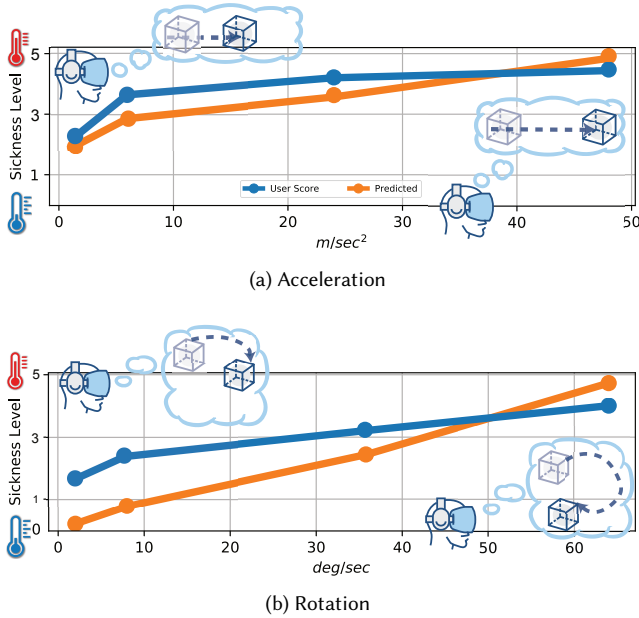 Sickness Level
5
3
1
User Score
Predicted
0
10
20
30
40
50
m/sec²
(a) Acceleration
Sickness Level
5
3
1
0
0
10
20
30
40
50
60
deg/sec
(b) Rotation